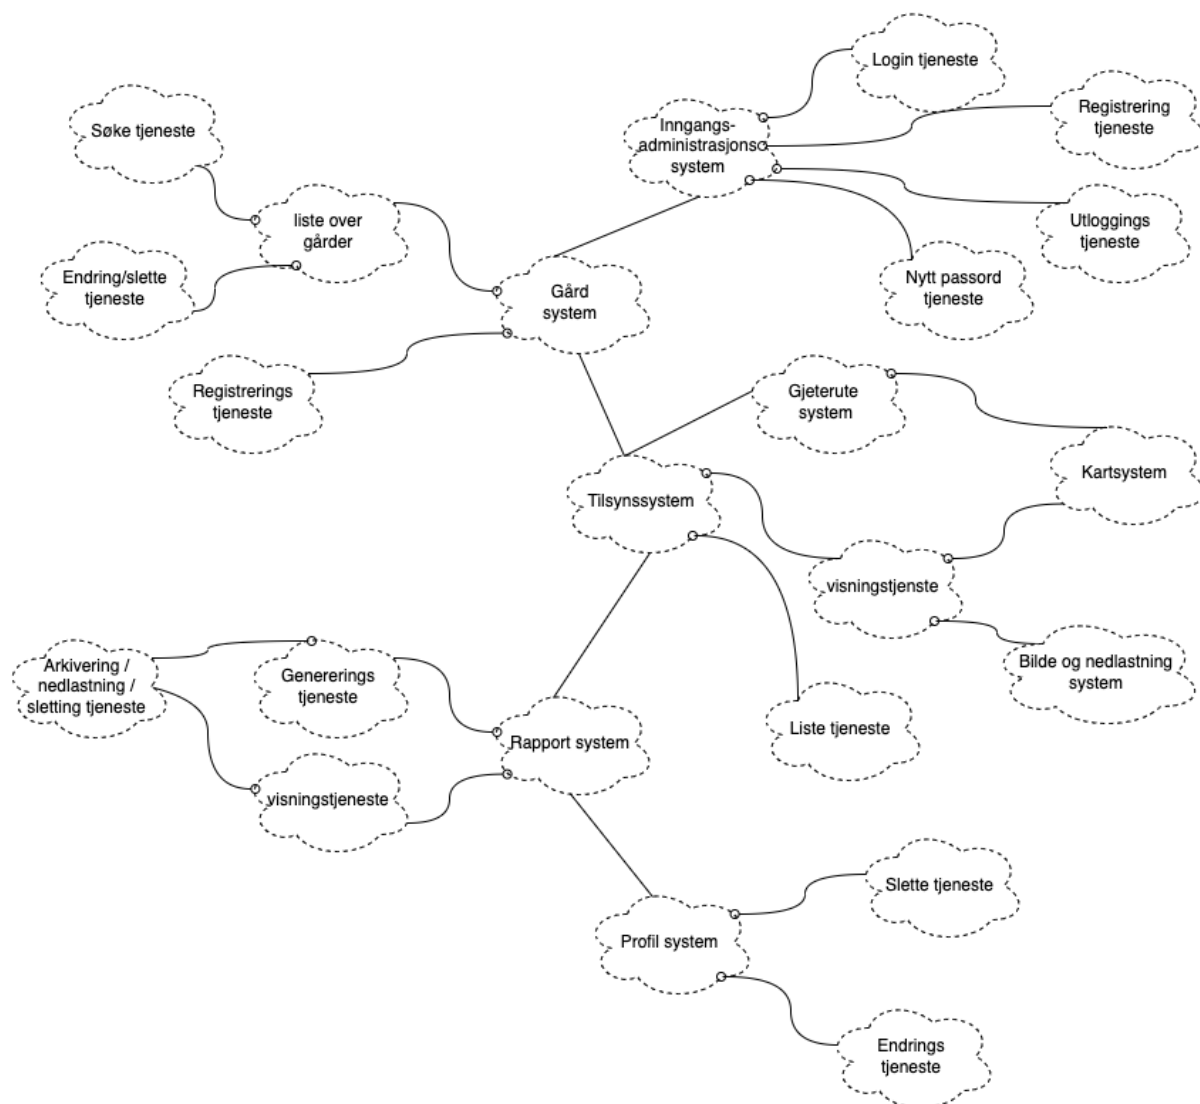 Login tjeneste
Registrering
tjeneste
Inngangs-
administrasjons
system
Søke tjeneste
Utloggings
tjeneste
liste over
gårder
Endring/slette
tjeneste
Nytt passord
tjeneste
Gård
system
Registrerings
tjeneste
Gjeterute
system
Kartsystem
Tilsynssystem
visningstjenste
Bilde og nedlastning
system
Arkivering /
nedlastning /
sletting tjeneste
Genererings
tjeneste
Rapport system
Liste tjeneste
visningstjeneste
Slette tjeneste
Profil system
Endrings
tjeneste